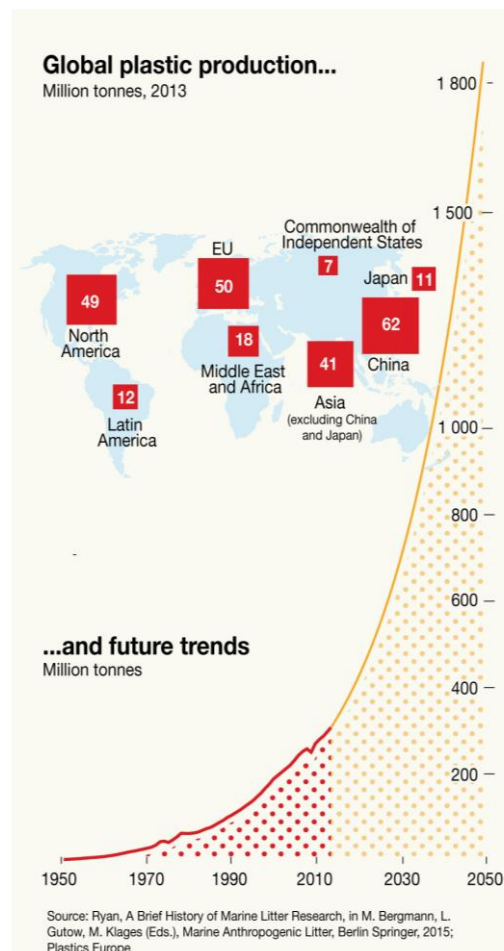 Global plastic production...
Million tonnes, 2013
1 800
1 500
Commonwealth of
Independent States
7
EU
50
Japan
11
49
North
America
18
Middle East
and Africa
62
China
41
Asia
(excluding China
and Japan)
12
Latin
America
1 000
800
600
...and future trends
Million tonnes
400
200
1950
1970
1990
2010
2030
2050
Source: Ryan, A Brief History of Marine Litter Research, in M. Bergmann, L.
Gutow, M. Klages (Eds.), Marine Anthropogenic Litter, Berlin Springer, 2015;
Plastics Europe